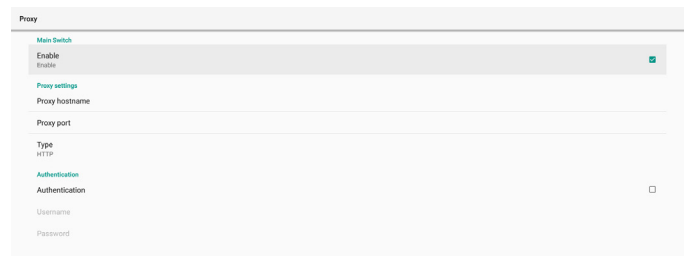 Proxy
Main Switch
Enable
Enable
Proxy settings
Proxy hostname
Proxy port
Type
HTTP
Authentication
Authentication
Username
Password